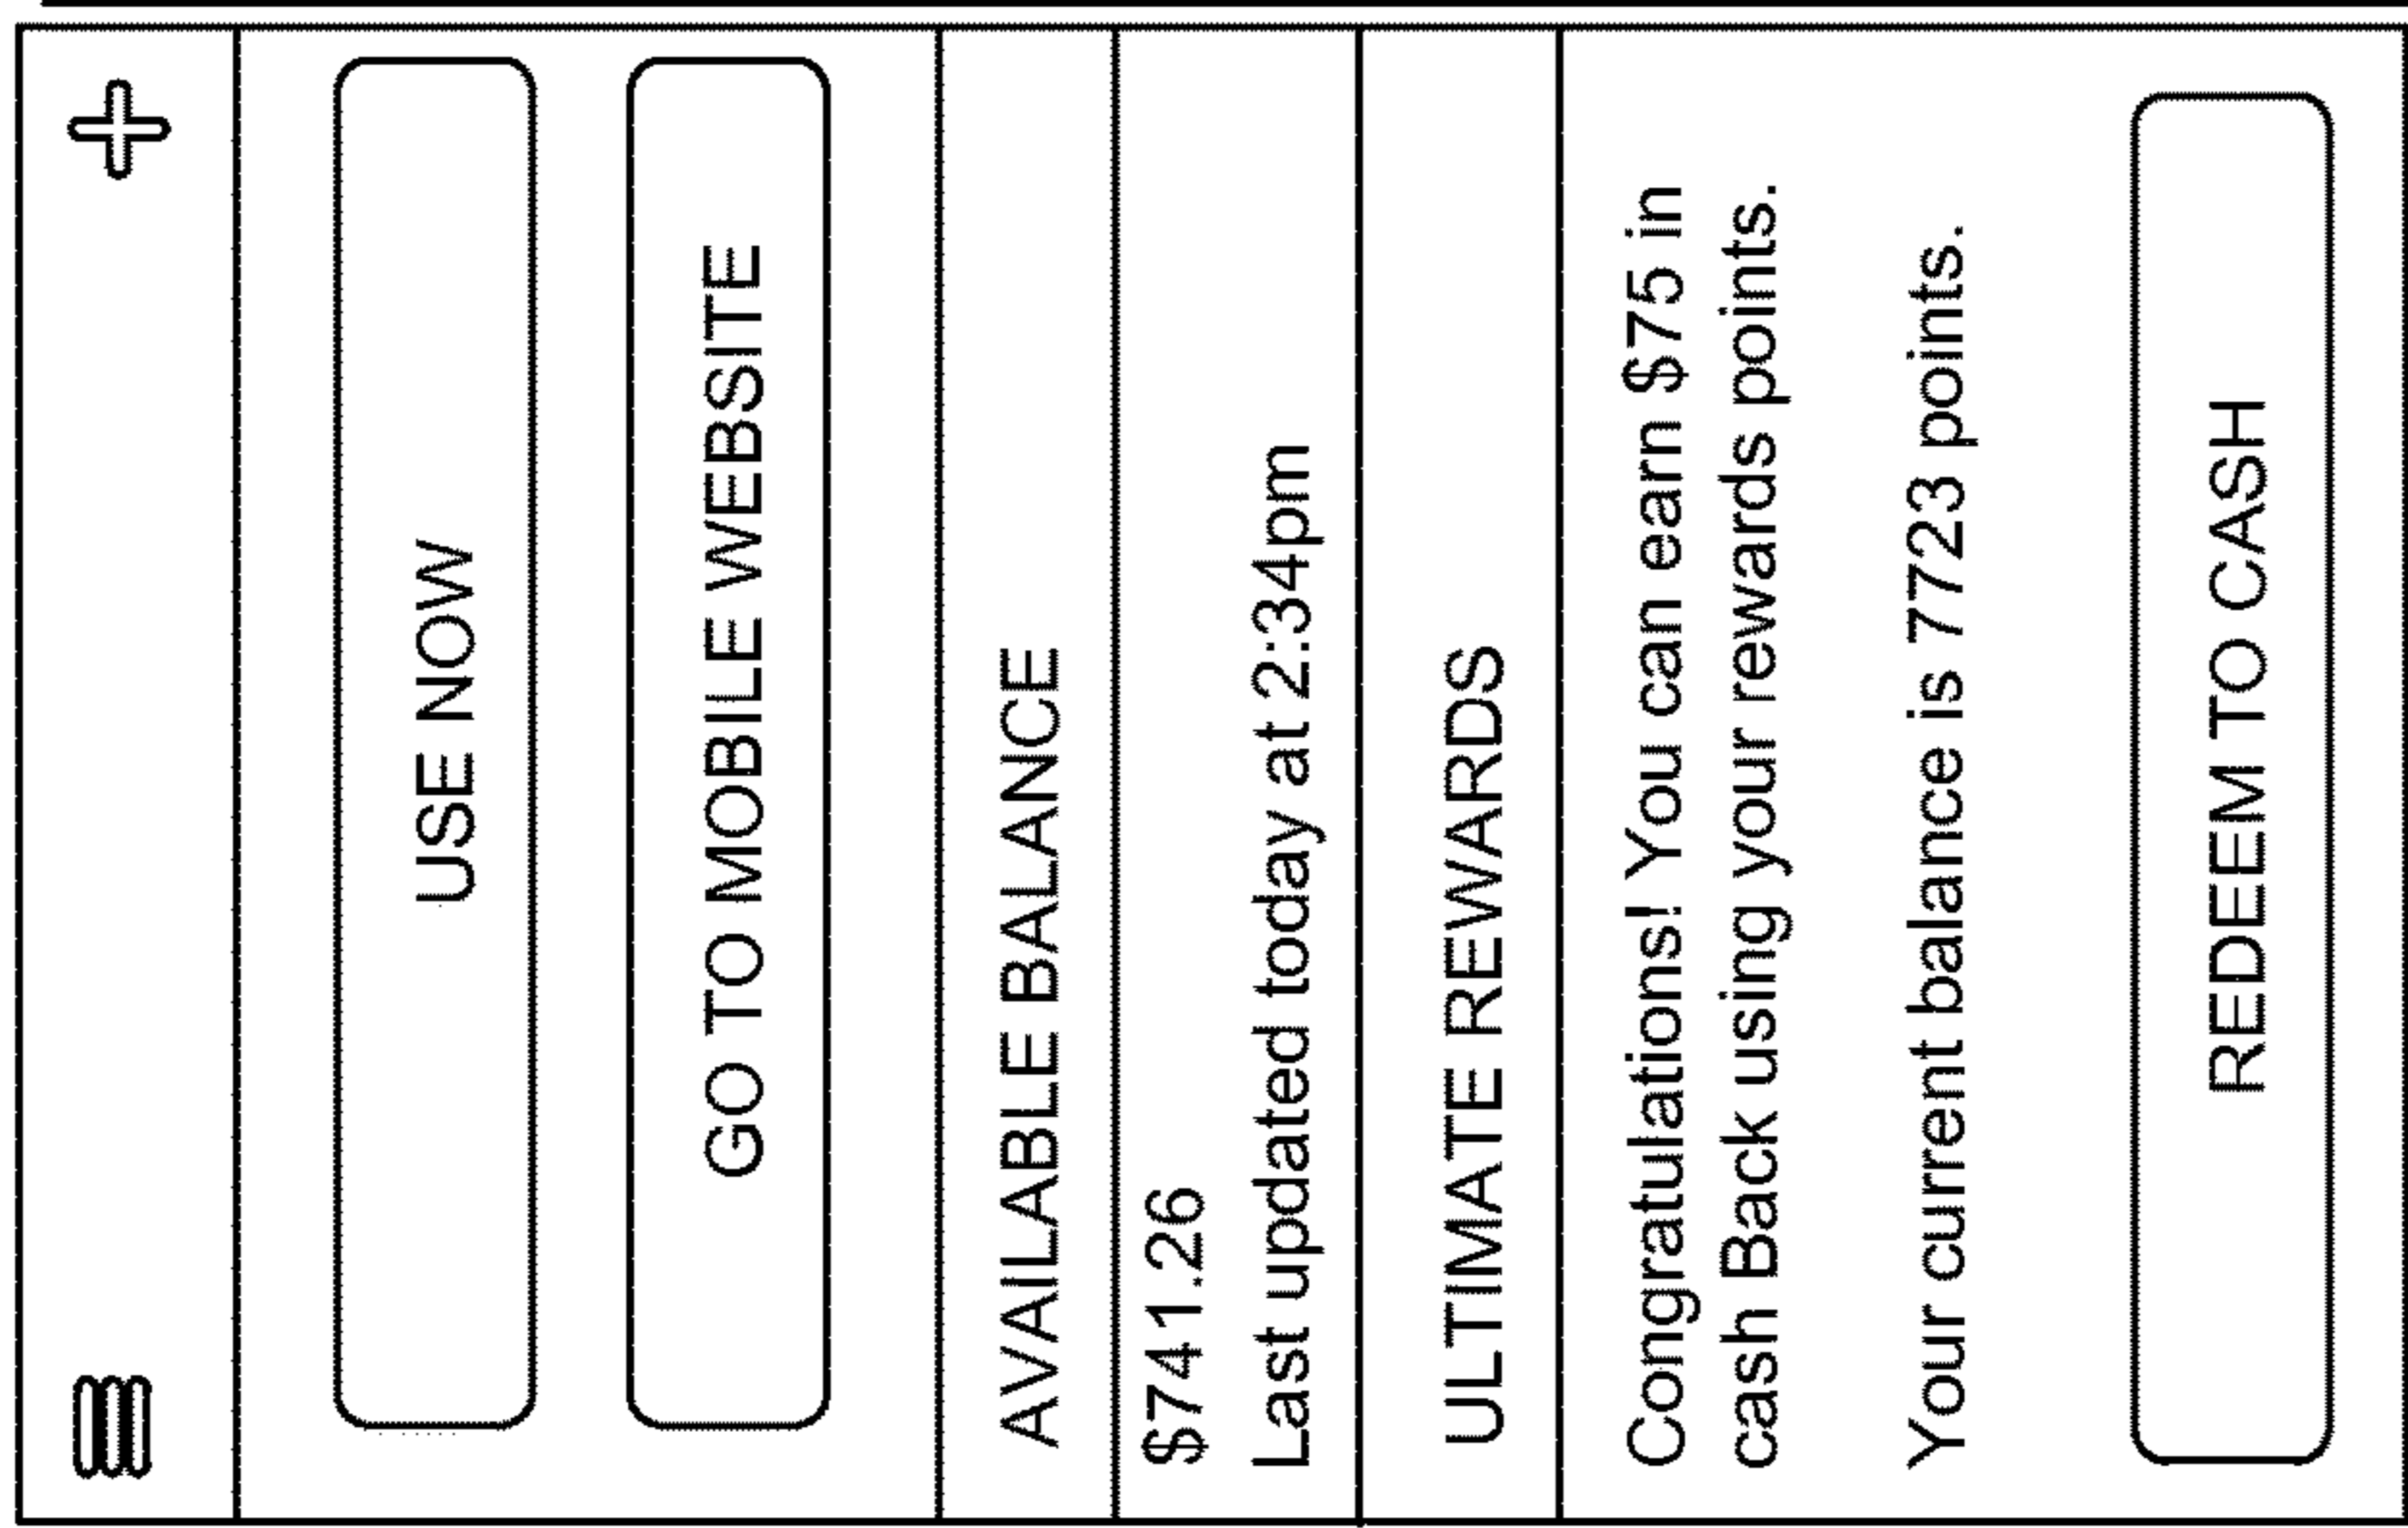 USE NOW
GO TO MOBILE WEBSITE
AVAILABLE BALANCE
$741.26
Last updated today at 2:34pm
ULTIMATE REWARDS
Congratulations! You can earn $75 in
cash Back using your rewards points.
Your current balance is 7723 points.
REDEEM TO CASH